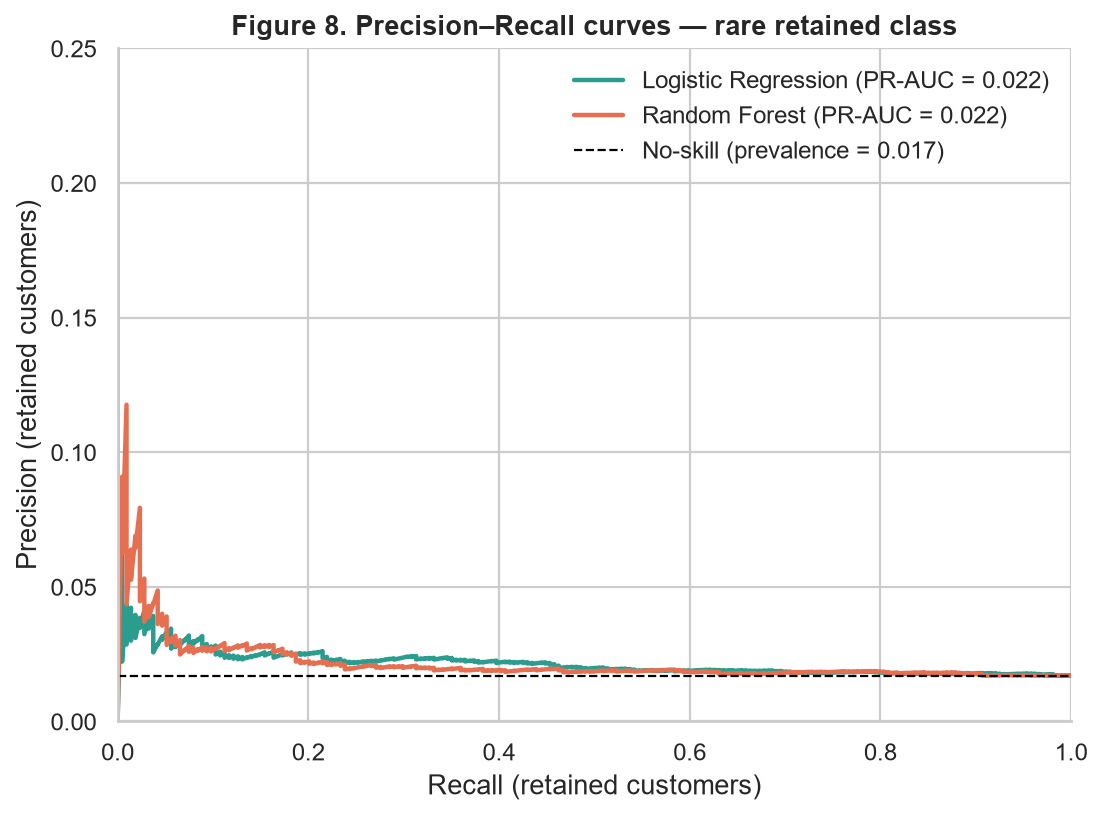 Figure 8. Precision–Recall curves — rare retained class
Logistic Regression (PR-AUC = 0.022)
Random Forest (PR-AUC = 0.022)
No-skill (prevalence = 0.017)
Precision (retained customers)
0.25
0.20
0.15
0.10
0.05
0.00
0.0 0.2 0.4 0.6 0.8 1.0
Recall (retained customers)